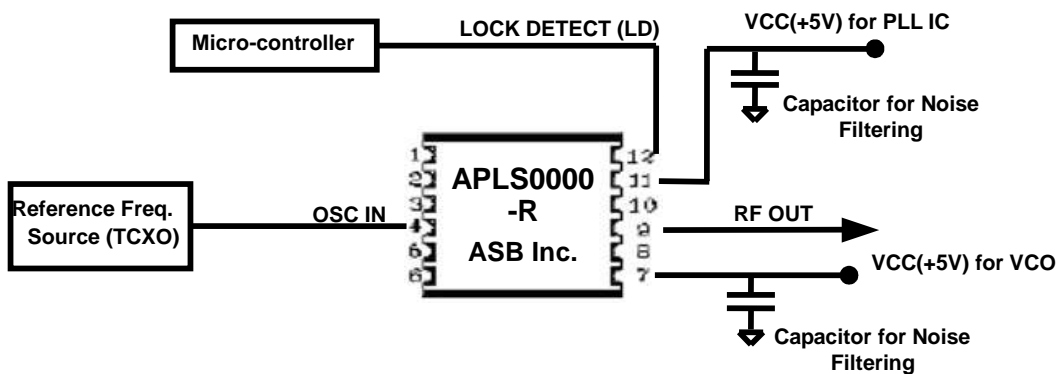 VCC(+5V) for PLL IC
Micro-controller
LOCK DETECT (LD)
Capacitor for Noise
Filtering
1
2
3
4
5
6
APLS0000
-R
ASB Inc.
12
11
10
9
8
7
Reference Freq.
Source (TCXO)
OSC IN
RF OUT
VCC(+5V) for VCO
Capacitor for Noise
Filtering